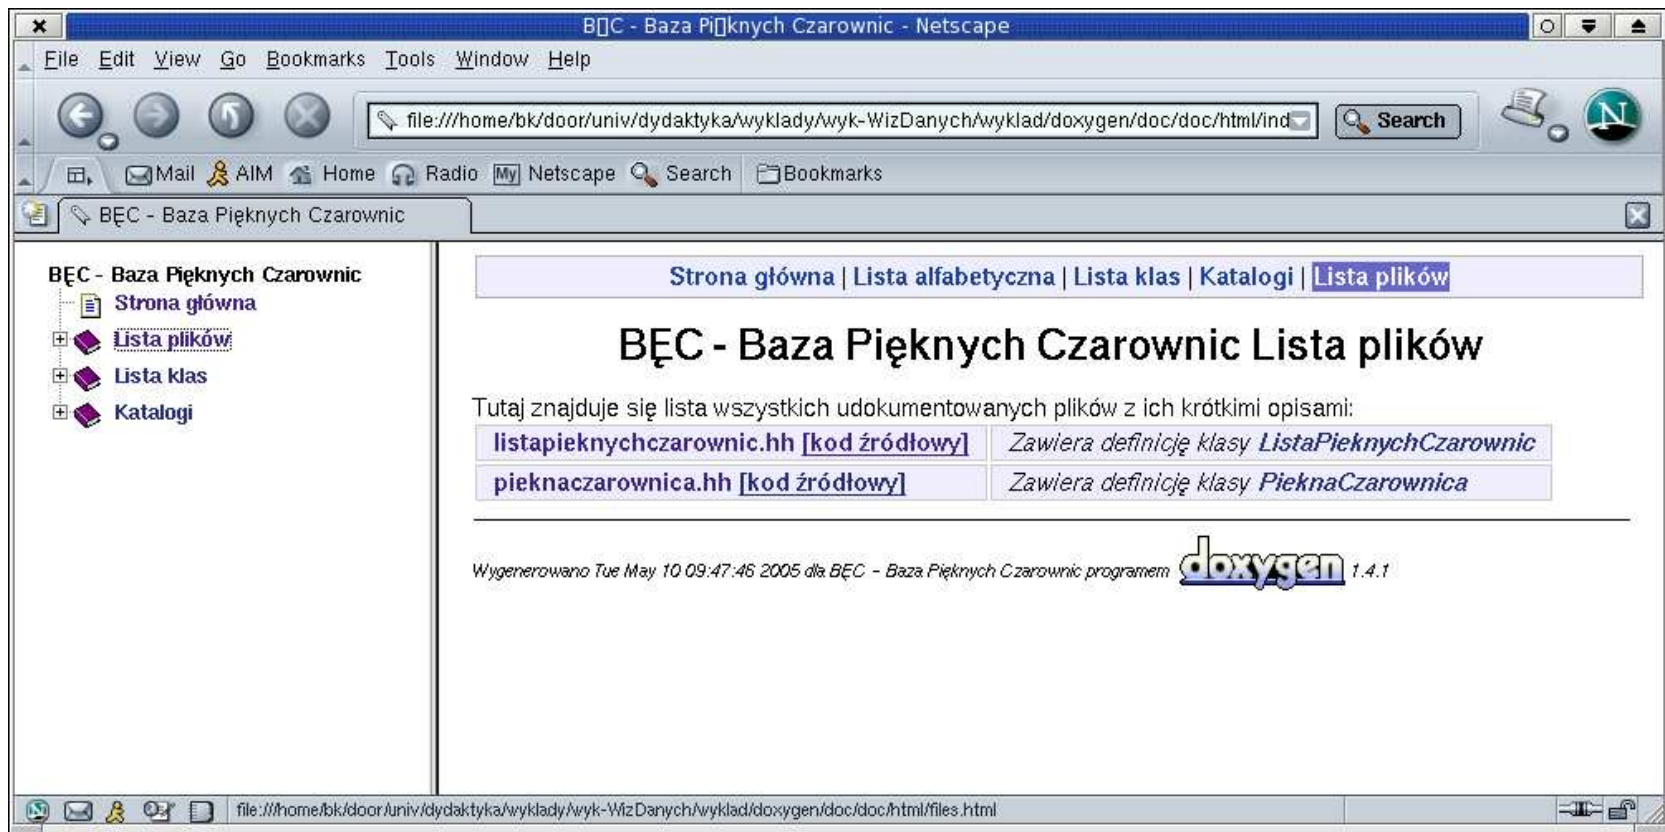 B▯C - Baza Pi▯knych Czarownic - Netscape
File Edit View Go Bookmarks Tools Window Help
file:///home/bk/door/univ/dydaktyka/wyklady/wyk-WizDanych/wyklad/doxygen/doc/doc/html/ind
Search
N
Mail AIM Home Radio My Netscape Search Bookmarks
BĘC - Baza Pięknych Czarownic
BĘC - Baza Pięknych Czarownic
Strona główna
Lista plików
Lista klas
Katalogi
Strona główna | Lista alfabetyczna | Lista klas | Katalogi | Lista plików
BĘC - Baza Pięknych Czarownic Lista plików
Tutaj znajduje się lista wszystkich udokumentowanych plików z ich krótkimi opisami:
listapieknychczarownic.hh [kod źródłowy] Zawiera definicję klasy ListaPieknychCzarownic
pieknaczarownica.hh [kod źródłowy] Zawiera definicję klasy PieknaCzarownica
Wygenerowano Tue May 10 09:47:46 2005 dla BĘC - Baza Pięknych Czarownic programem doxygen 1.4.1
file:///home/bk/door/univ/dydaktyka/wyklady/wyk-WizDanych/wyklad/doxygen/doc/doc/html/files.html